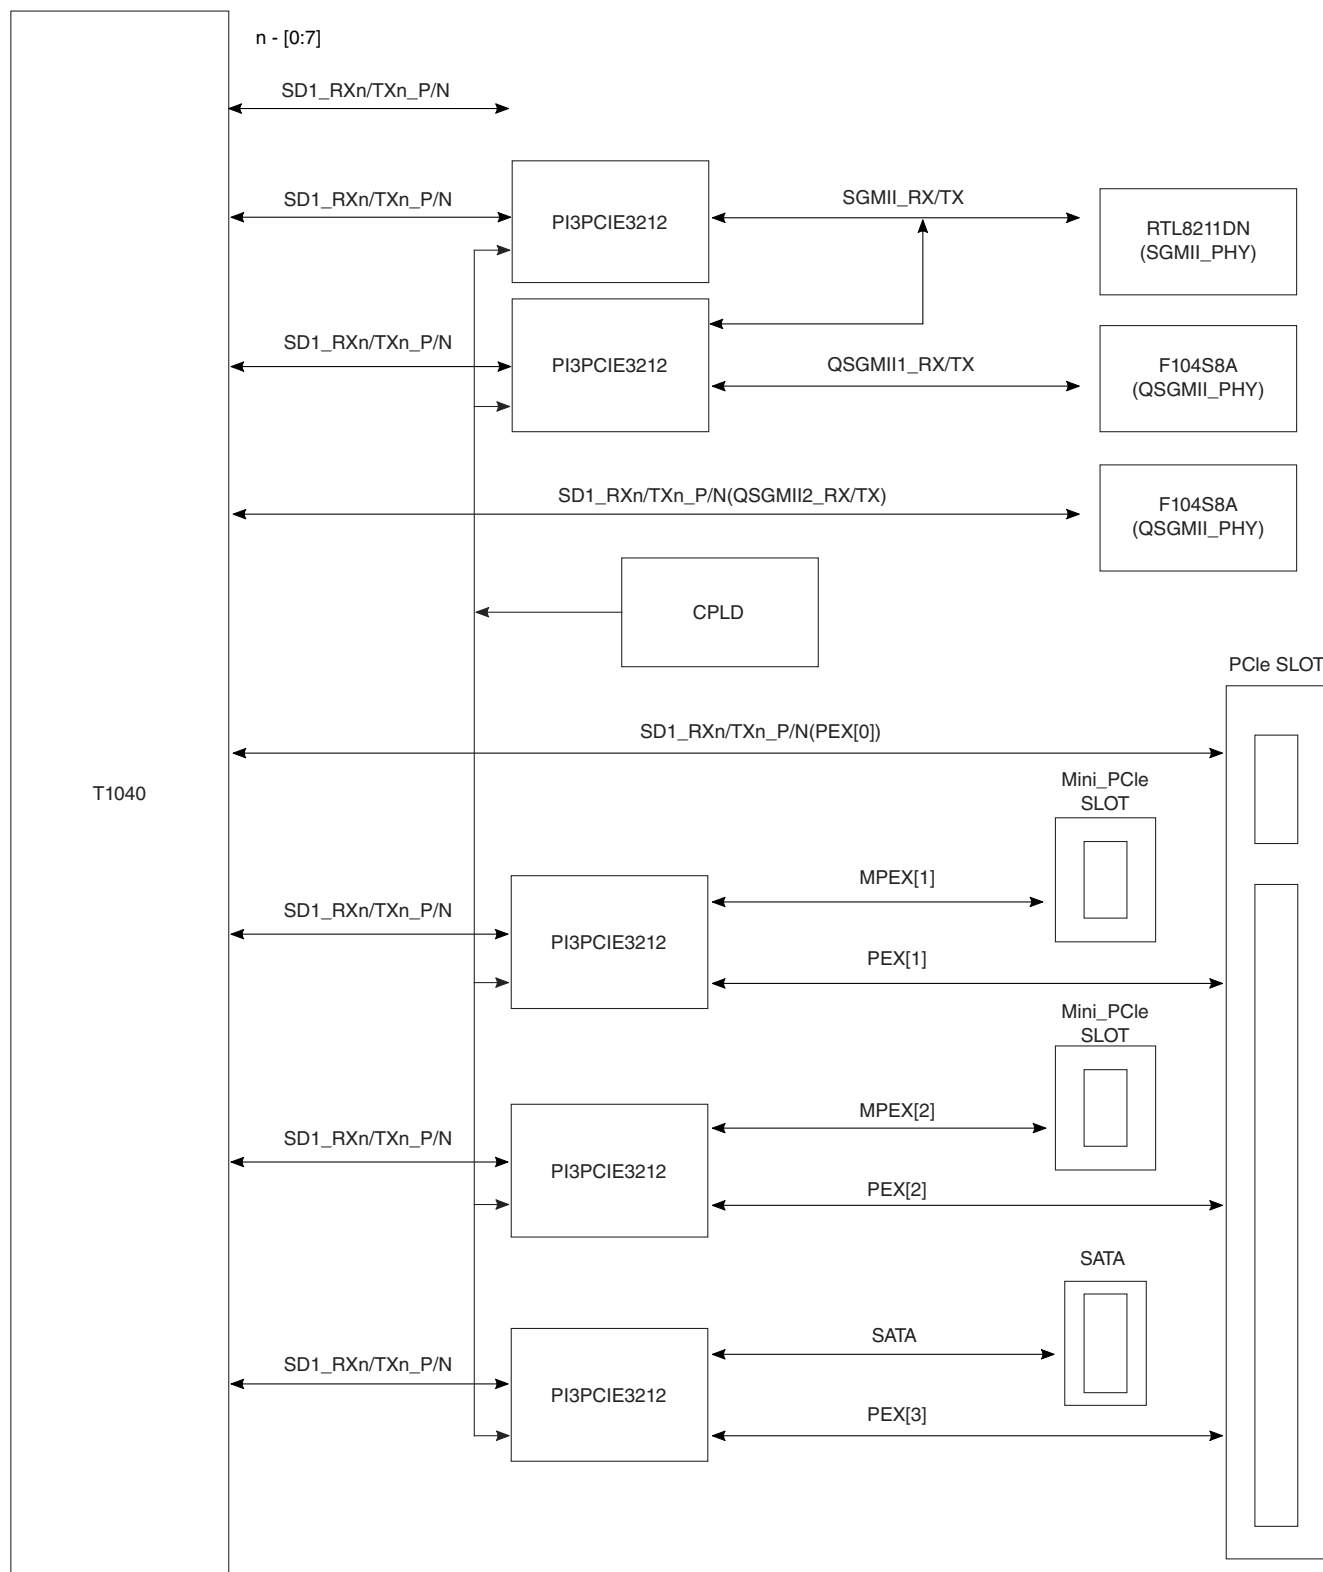 n - [0:7]
SD1_RXn/TXn_P/N
SD1_RXn/TXn_P/N
PI3PCIE3212
SGMII_RX/TX
RTL8211DN
(SGMII_PHY)
SD1_RXn/TXn_P/N
PI3PCIE3212
QSGMII1_RX/TX
F104S8A
(QSGMII_PHY)
SD1_RXn/TXn_P/N(QSGMII2_RX/TX)
F104S8A
(QSGMII_PHY)
CPLD
PCIe SLOT
SD1_RXn/TXn_P/N(PEX[0])
T1040
Mini_PCIe
SLOT
MPEX[1]
SD1_RXn/TXn_P/N
PI3PCIE3212
PEX[1]
Mini_PCIe
SLOT
MPEX[2]
SD1_RXn/TXn_P/N
PI3PCIE3212
PEX[2]
SATA
SATA
SD1_RXn/TXn_P/N
PI3PCIE3212
PEX[3]